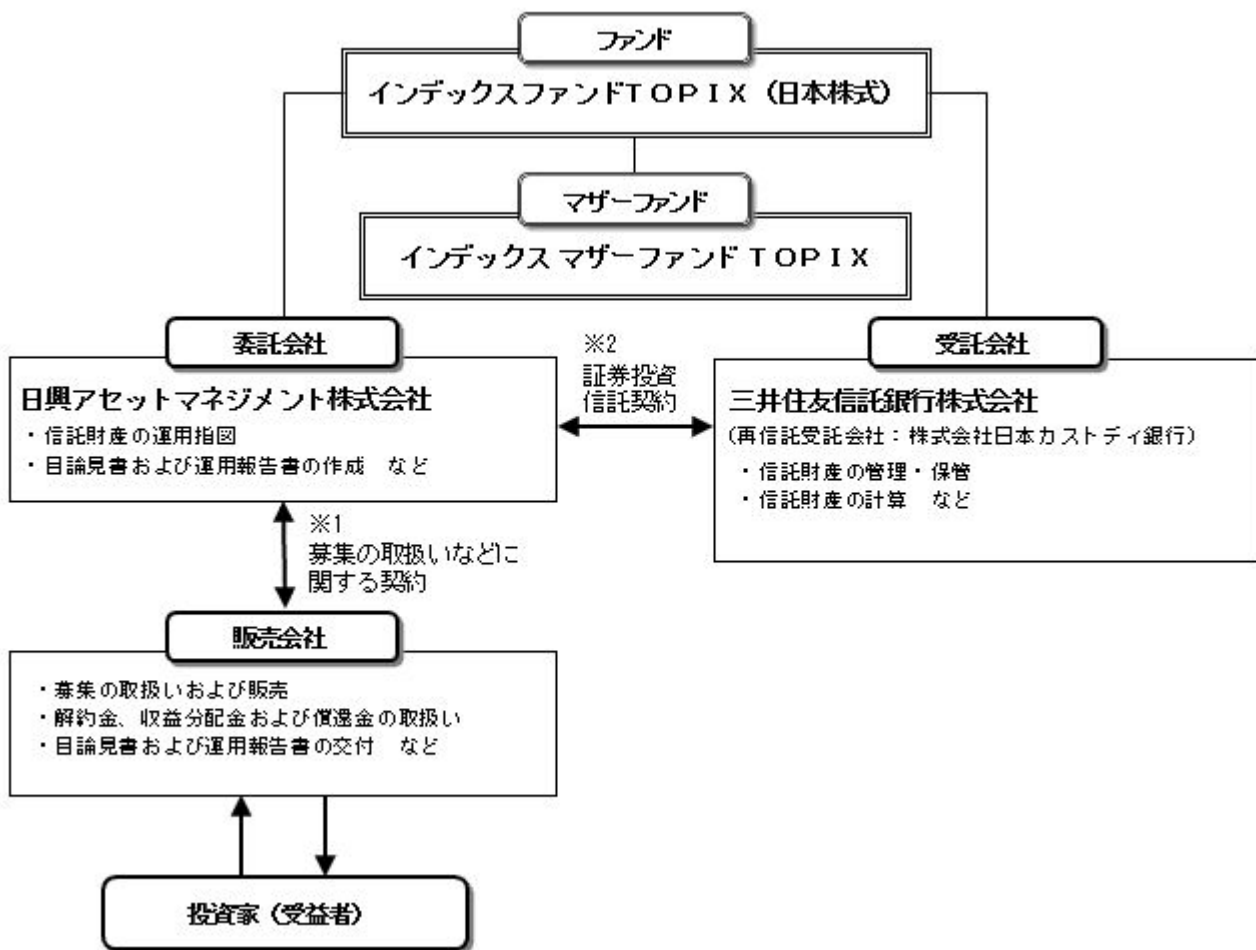 ファンド
インデックスファンドTOPIX（日本株式）
マザーファンド
インデックス マザーファンド TOPIX
委託会社
日興アセットマネジメント株式会社
・信託財産の運用指図
・目論見書および運用報告書の作成　など
※2
証券投資
信託契約
受託会社
三井住友信託銀行株式会社
（再信託受託会社：株式会社日本カストディ銀行）
・信託財産の管理・保管
・信託財産の計算　など
※1
募集の取扱いなどに
関する契約
販売会社
・募集の取扱いおよび販売
・解約金、収益分配金および償還金の取扱い
・目論見書および運用報告書の交付　など
投資家（受益者）